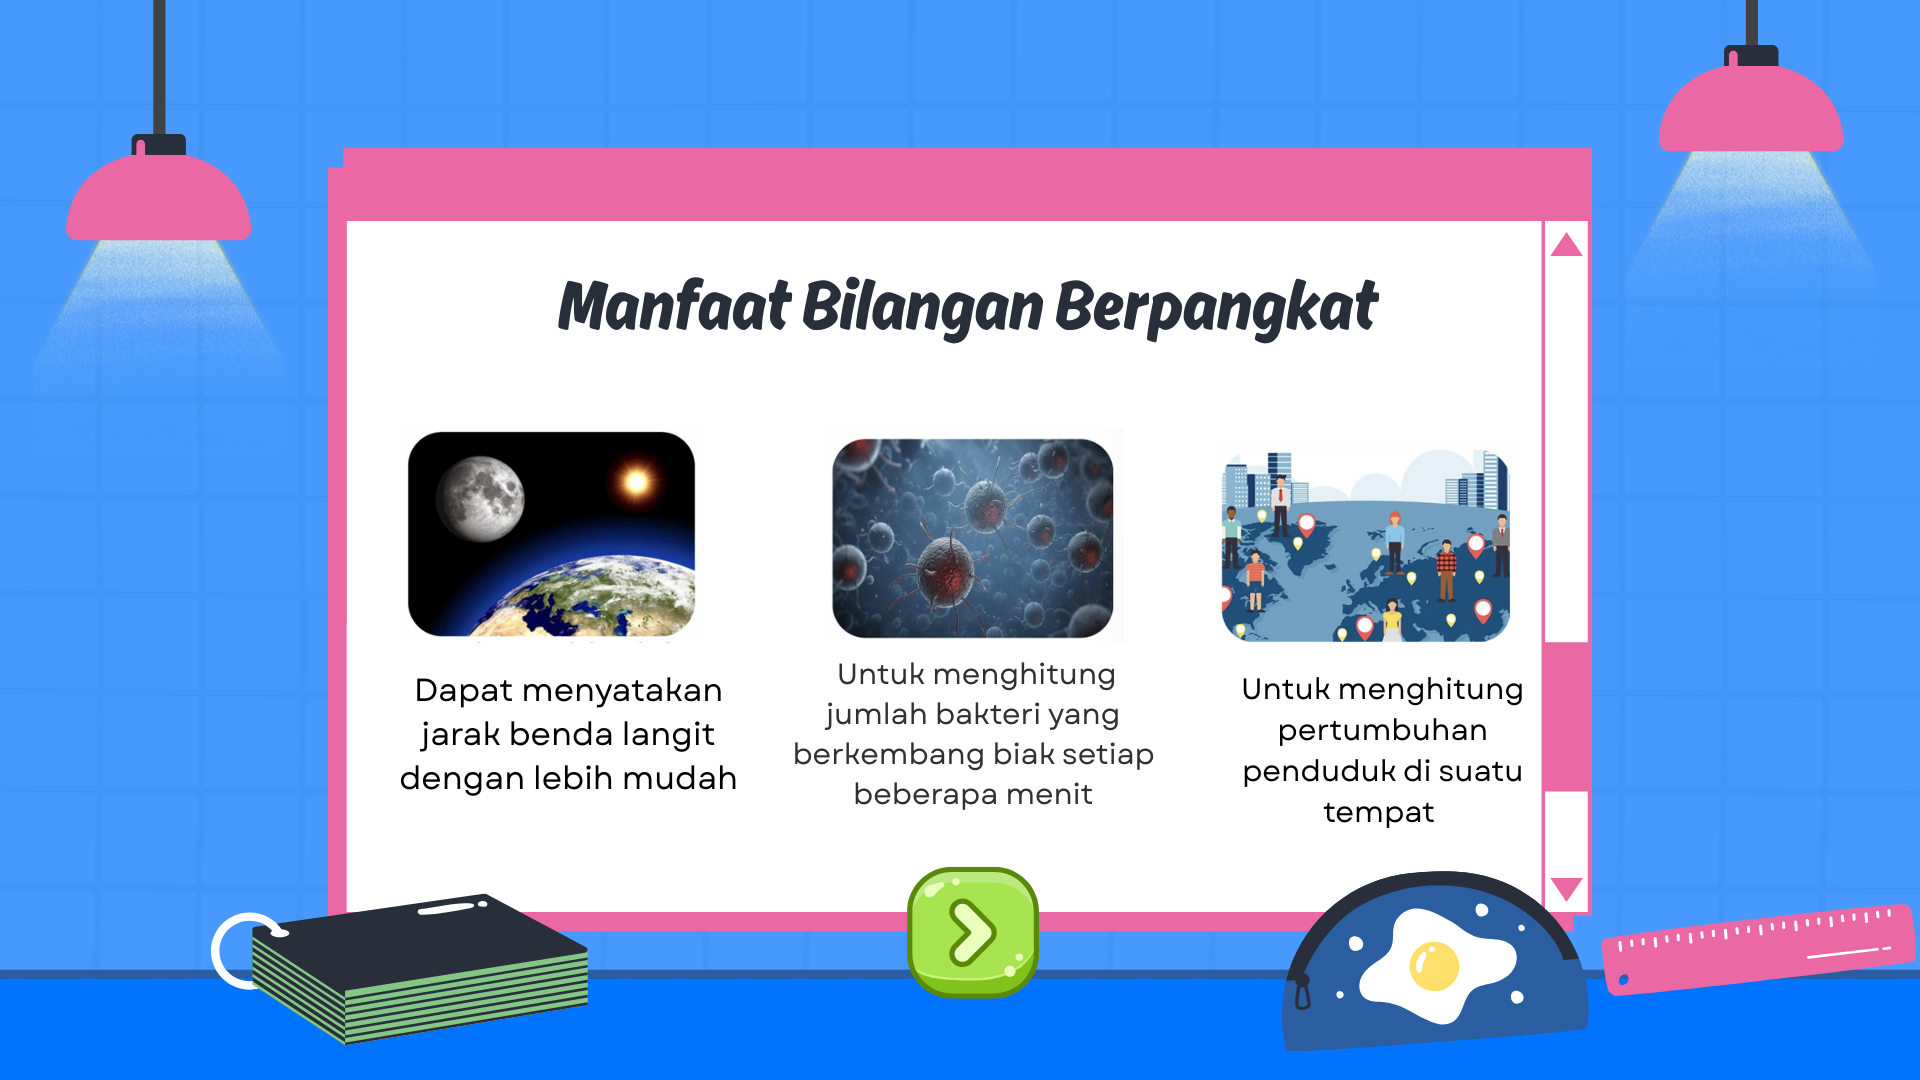 Manfaat Bilangan Berpangkat
Dapat menyatakan
jarak benda langit
dengan lebih mudah
Untuk menghitung
jumlah bakteri yang
berkembang biak setiap
beberapa menit
Untuk menghitung
pertumbuhan
penduduk di suatu
tempat